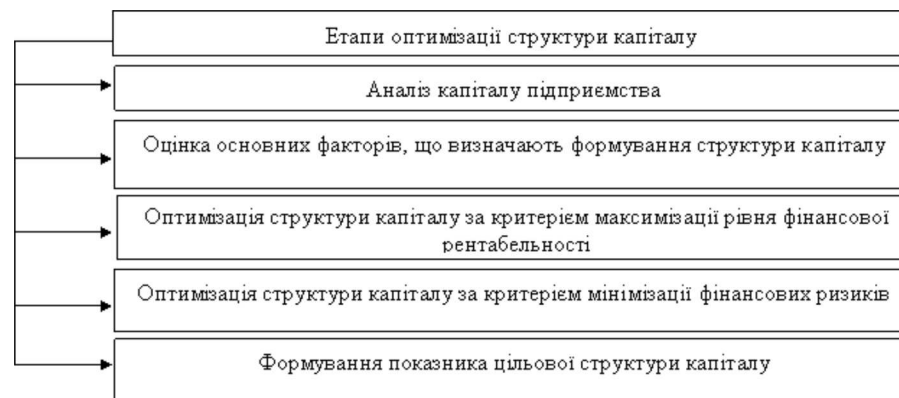 Етапи оптимізації структури капіталу
Аналіз капіталу підприємства
Оцінка основних факторів, що визначають формування структури капіталу
Оптимізація структури капіталу за критерієм максимізації рівня фінансової
рентабельності
Оптимізація структури капіталу за критерієм мінімізації фінансових ризиків
Формування показника цільової структури капіталу